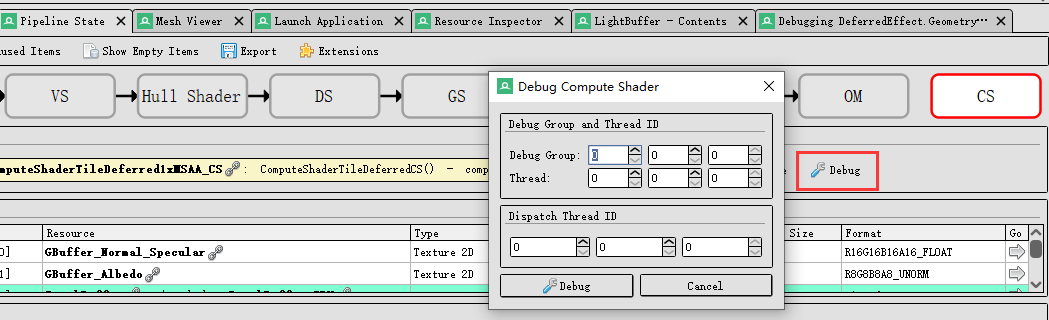 Pipeline State
Mesh Viewer
Launch Application
Resource Inspector
LightBuffer - Contents
Debugging DeferredEffect.Geometry...
Show Empty Items
Export
Extensions
VS
Hull Shader
DS
GS
OM
CS
Debug Compute Shader
Debug Group and Thread ID
Debug Group: 0 0 0
Thread: 0 0 0
Dispatch Thread ID
0 0 0
Debug
Cancel
mputeShaderTileDeferred1xMSAA_CS : ComputeShaderTileDeferredCS() - comp
Debug
Resource Type Size Format Go
0] GBuffer_Normal_Specular Texture 2D R16G16B16A16_FLOAT
1] GBuffer_Albedo Texture 2D R8G8B8A8_UNORM